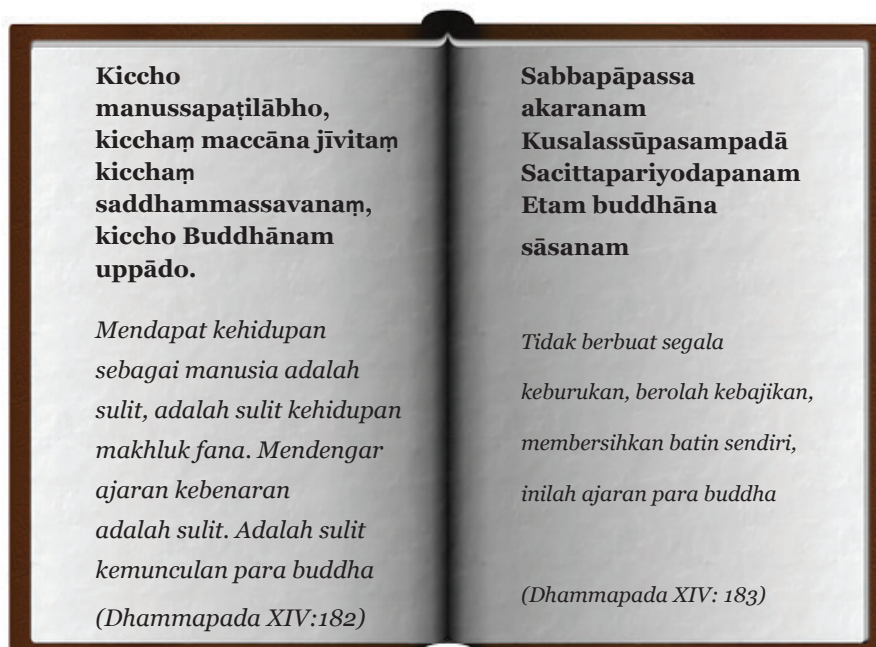 Kiccho
manussapaṭilābho,
kicchaṃ maccāna jīvitaṃ
kicchaṃ
saddhammassavanaṃ,
kiccho Buddhānam
uppādo.
Mendapat kehidupan
sebagai manusia adalah
sulit, adalah sulit kehidupan
makhluk fana. Mendengar
ajaran kebenaran
adalah sulit. Adalah sulit
kemunculan para buddha
(Dhammapada XIV:182)
Sabbapāpassa
akaranam
Kusalassūpasampadā
Sacittapariyodapanam
Etam buddhāna
sāsanam
Tidak berbuat segala
keburukan, berolah kebajikan,
membersihkan batin sendiri,
inilah ajaran para buddha
(Dhammapada XIV: 183)